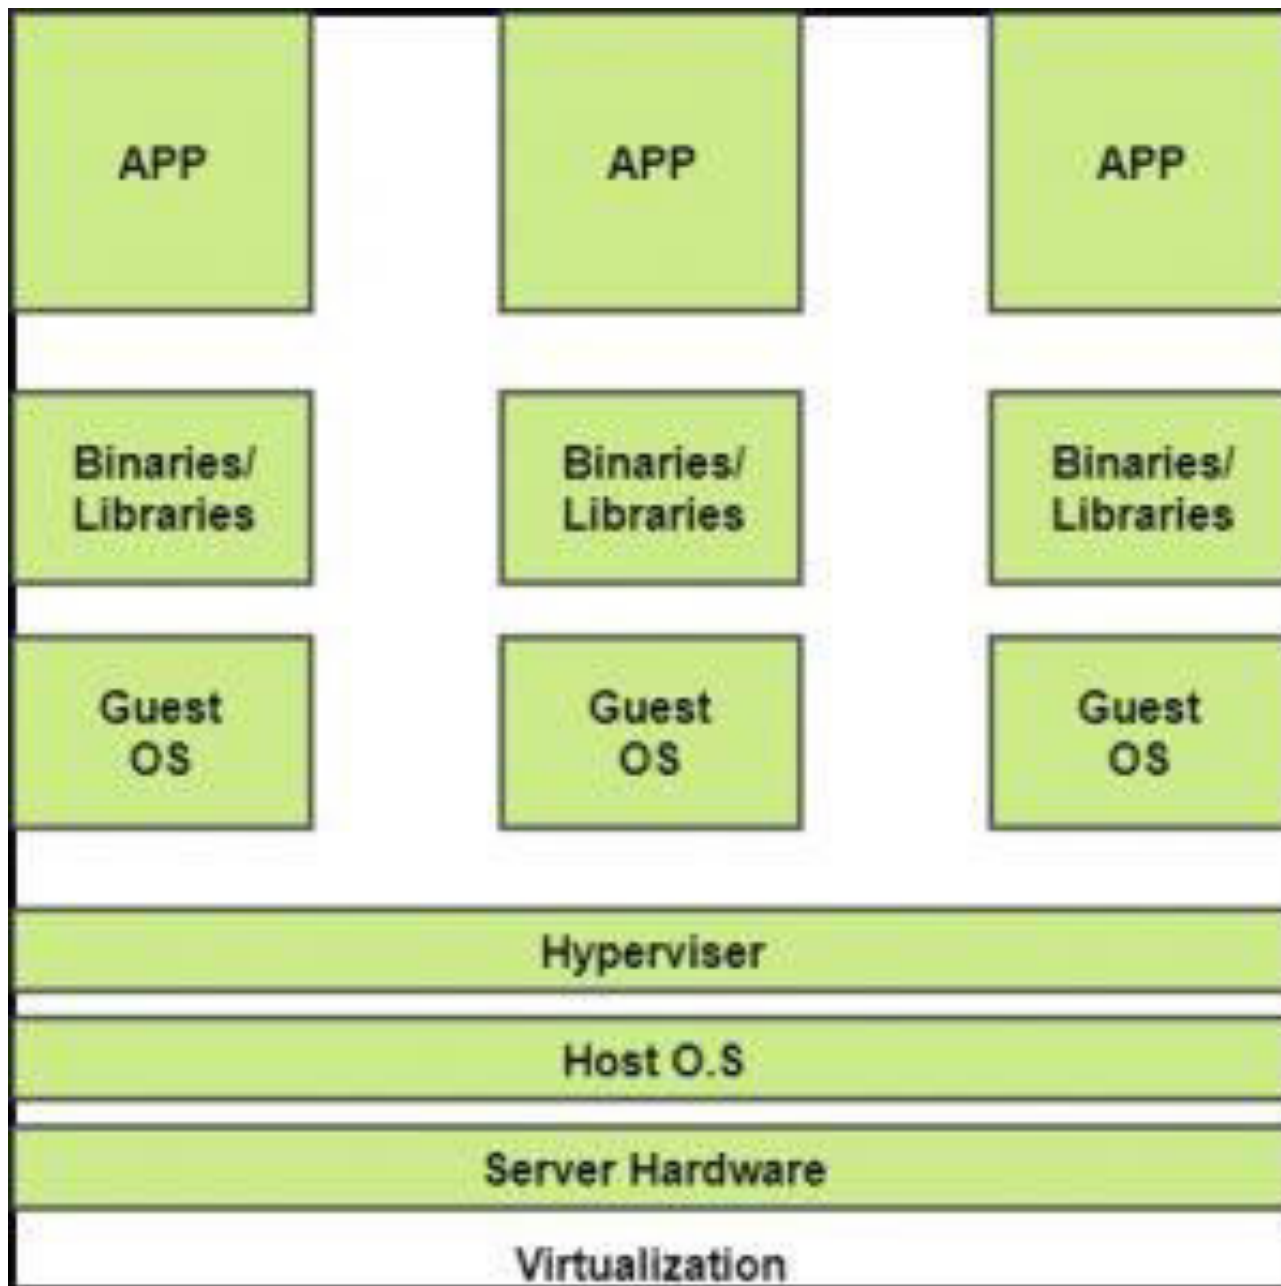 APP APP APP
Binaries/ Binaries/ Binaries/
Libraries Libraries Libraries
Guest Guest Guest
OS OS OS
Hyperviser
Host O.S
Server Hardware
Virtualization